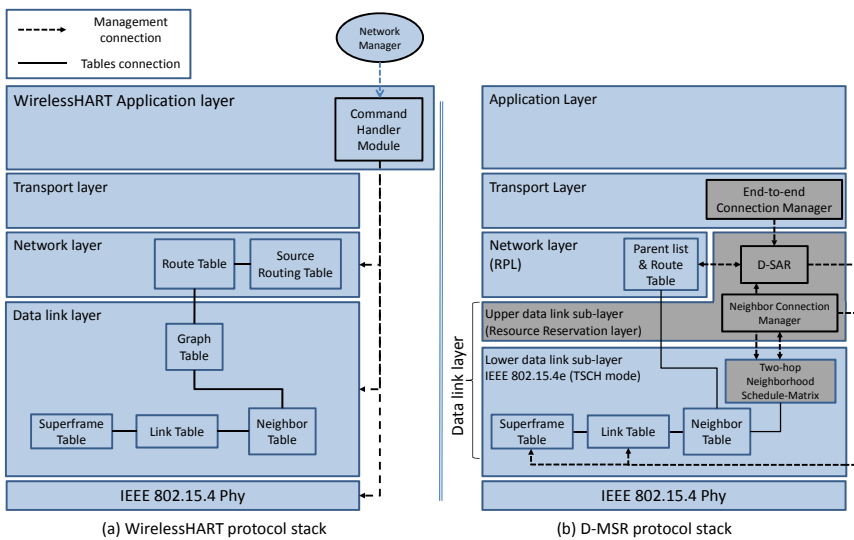 Management
connection
Tables connection
Network
Manager
WirelessHART Application layer
Command
Handler
Module
Transport layer
Network layer
Route Table
Source
Routing Table
Data link layer
Graph
Table
Superframe
Table
Link Table
Neighbor
Table
IEEE 802.15.4 Phy
(a) WirelessHART protocol stack
Application Layer
Transport Layer
End-to-end
Connection Manager
Network layer
(RPL)
Parent list
& Route
Table
D-SAR
Upper data link sub-layer
(Resource Reservation layer)
Neighbor Connection
Manager
Data link layer
Lower data link sub-layer
IEEE 802.15.4e (TSCH mode)
Two-hop
Neighborhood
Schedule-Matrix
Superframe
Table
Link Table
Neighbor
Table
IEEE 802.15.4 Phy
(b) D-MSR protocol stack